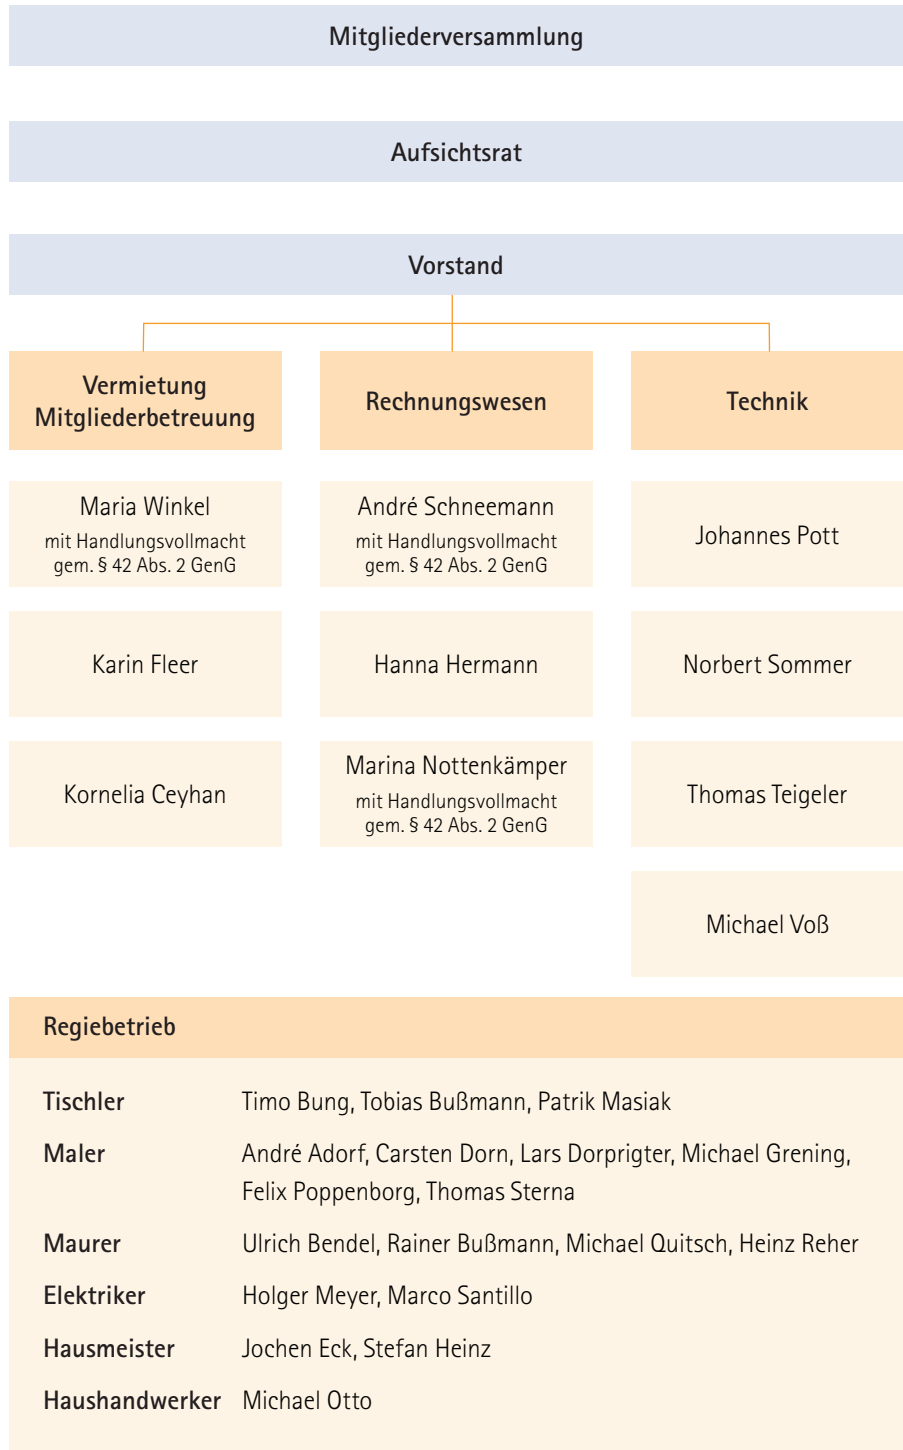 Mitgliederversammlung
Aufsichtsrat
Vorstand
Vermietung
Mitgliederbetreuung
Rechnungswesen
Technik
Maria Winkel
mit Handlungsvollmacht
gem. § 42 Abs. 2 GenG
André Schneemann
mit Handlungsvollmacht
gem. § 42 Abs. 2 GenG
Johannes Pott
Karin Fleer
Hanna Hermann
Norbert Sommer
Kornelia Ceyhan
Marina Nottenkämper
mit Handlungsvollmacht
gem. § 42 Abs. 2 GenG
Thomas Teigeler
Michael Voß
Regiebetrieb
Tischler Timo Bung, Tobias Bußmann, Patrik Masiak
Maler André Adorf, Carsten Dorn, Lars Dorprigter, Michael Grening,
Felix Poppenborg, Thomas Sterna
Maurer Ulrich Bendel, Rainer Bußmann, Michael Quitsch, Heinz Reher
Elektriker Holger Meyer, Marco Santillo
Hausmeister Jochen Eck, Stefan Heinz
Haushandwerker Michael Otto